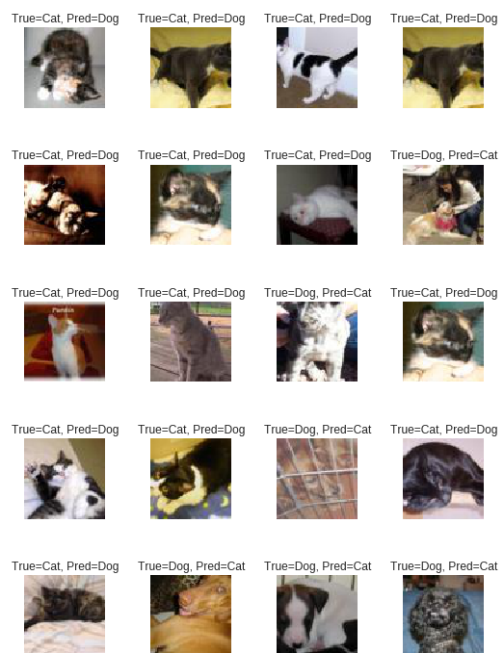 True=Cat, Pred=Dog True=Cat, Pred=Dog True=Cat, Pred=Dog True=Cat, Pred=Dog
True=Cat, Pred=Dog True=Cat, Pred=Dog True=Cat, Pred=Dog True=Dog, Pred=Cat
True=Cat, Pred=Dog True=Cat, Pred=Dog True=Dog, Pred=Cat True=Cat, Pred=Dog
True=Cat, Pred=Dog True=Cat, Pred=Dog True=Dog, Pred=Cat True=Cat, Pred=Dog
True=Cat, Pred=Dog True=Dog, Pred=Cat True=Dog, Pred=Cat True=Dog, Pred=Cat